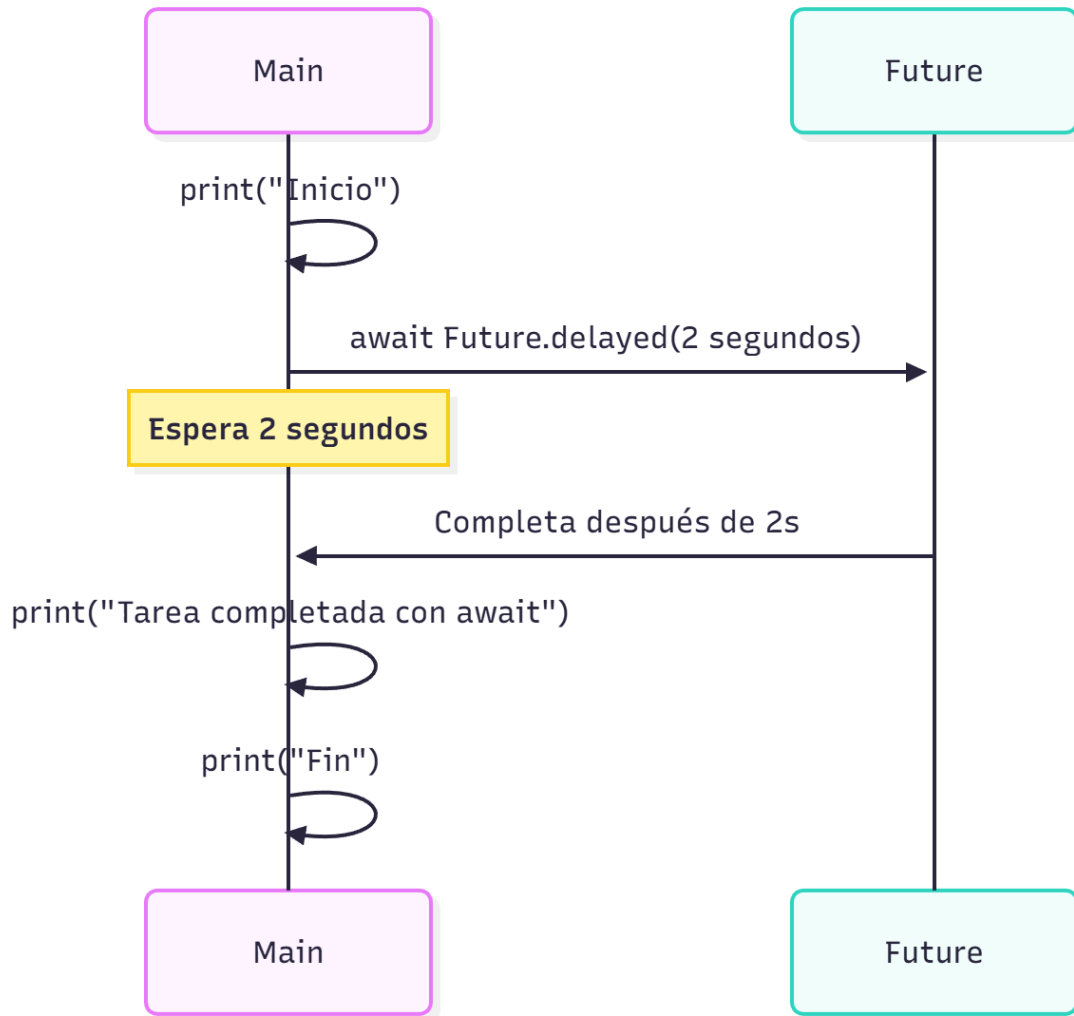 Main
Future
print("Inicio")
await Future.delayed(2 segundos)
Espera 2 segundos
Completa después de 2s
print("Tarea completada con await")
print("Fin")
Main
Future